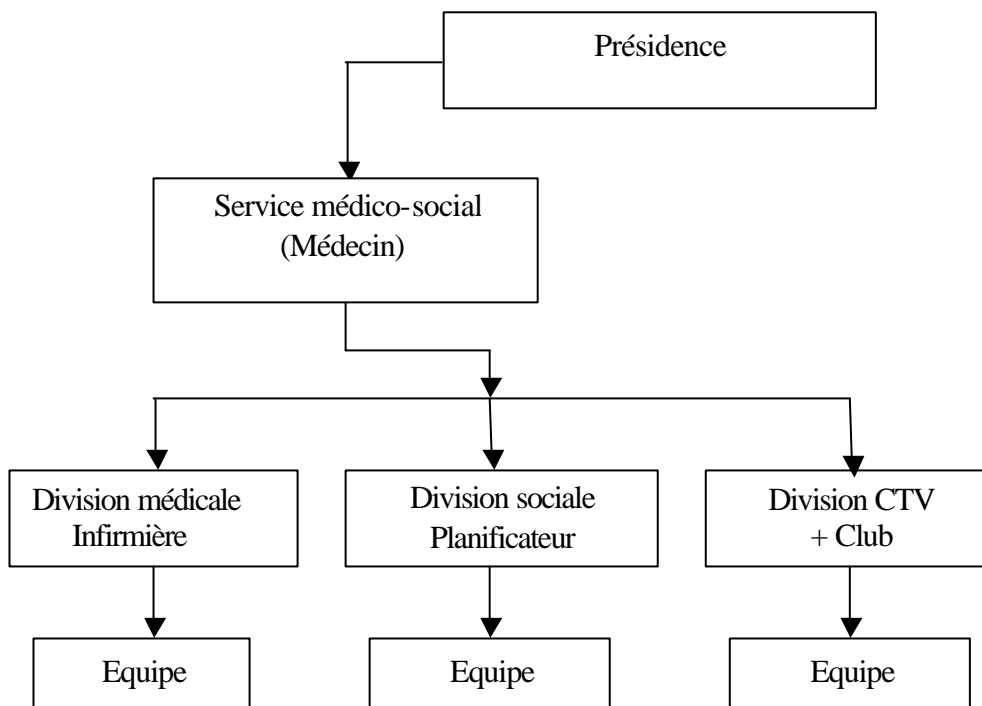 Présidence
Service médico-social
(Médecin)
Division médicale
Infirmière
Division sociale
Planificateur
Division CTV
+ Club
Equipe
Equipe
Equipe